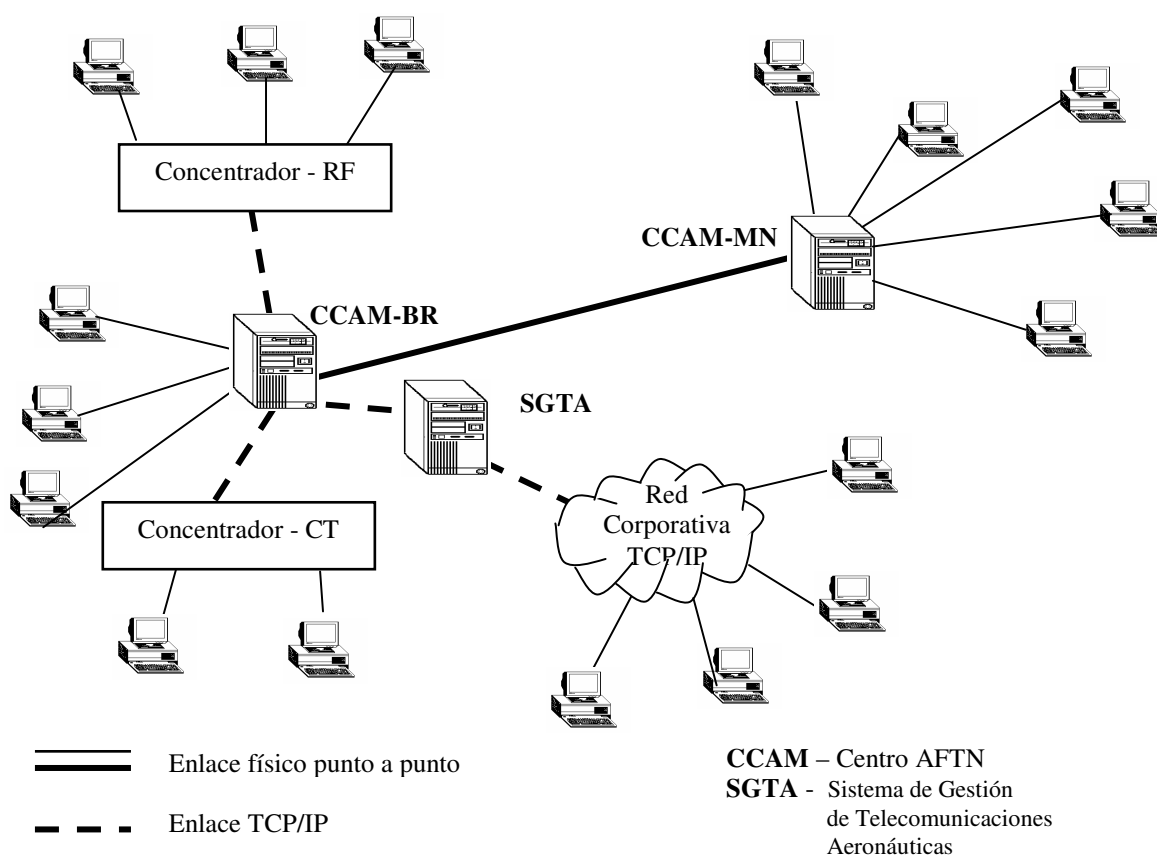 Concentrador - RF
CCAM-MN
CCAM-BR
SGTA
Red
Corporativa
TCP/IP
Concentrador - CT
Enlace físico punto a punto
Enlace TCP/IP
CCAM – Centro AFTN
SGTA - Sistema de Gestión
de Telecomunicaciones
Aeronáuticas